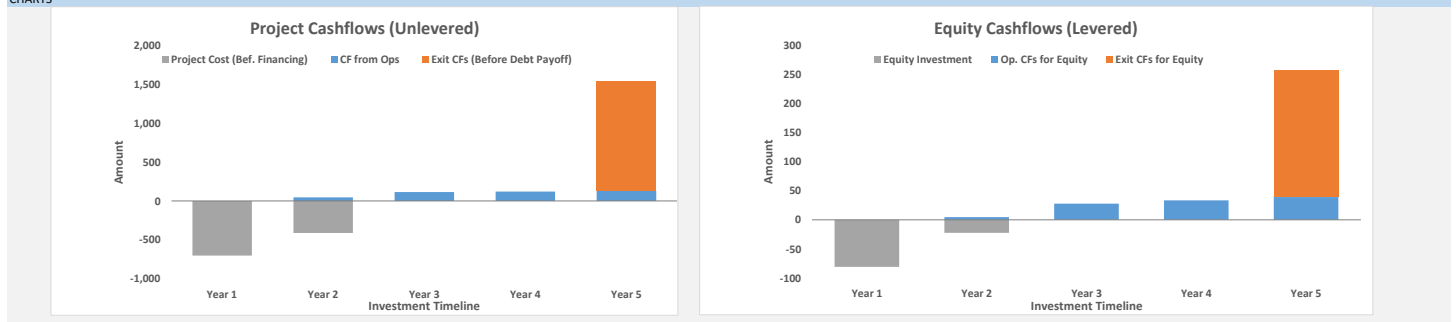 CHARTS
Project Cashflows (Unlevered)
2,000
Project Cost (Bef. Financing) CF from Ops Exit CFs (Before Debt Payoff)
1,500
1,000
500
0
-500
-1,000
Amount
Year 1 Year 2 Year 3 Year 4 Year 5
Investment Timeline
Equity Cashflows (Levered)
300
Equity Investment Op. CFs for Equity Exit CFs for Equity
250
200
150
100
50
0
-50
-100
Amount
Year 1 Year 2 Year 3 Year 4 Year 5
Investment Timeline